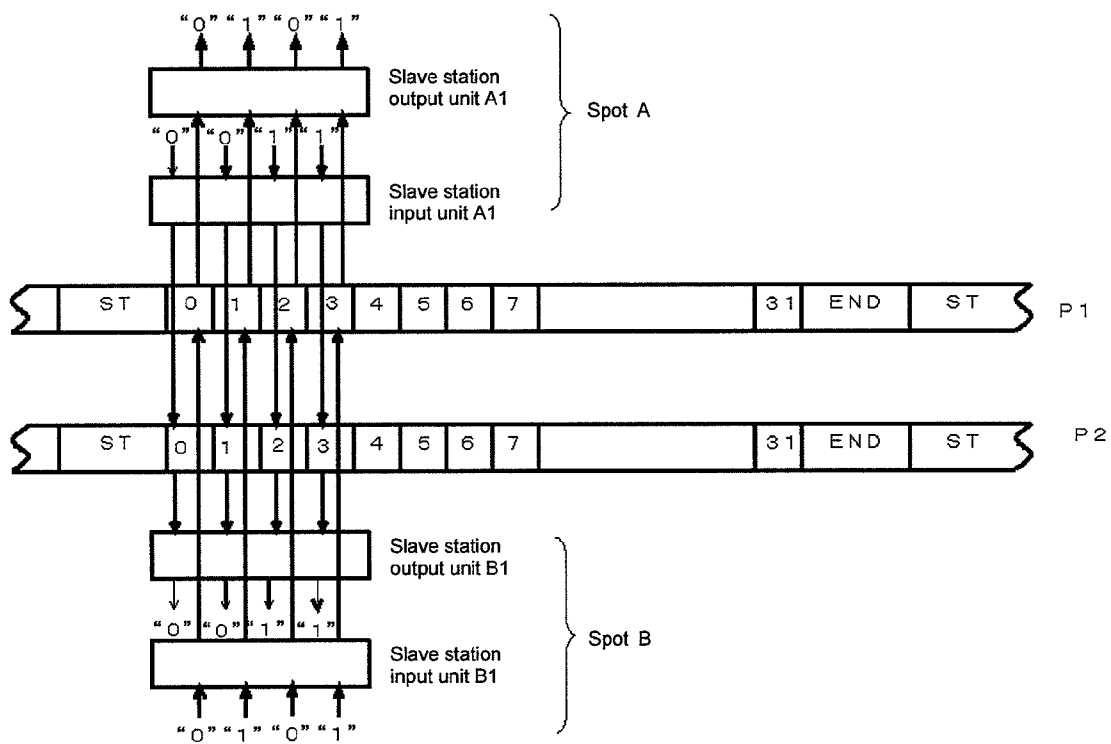 “0” “1” “0” “1”
Slave station
output unit A1
Spot A
“0” “0” “1” “1”
Slave station
input unit A1
ST 0 1 2 3 4 5 6 7 31 END ST P1
ST 0 1 2 3 4 5 6 7 31 END ST P2
Slave station
output unit B1
“0” “0” “1” “1”
Spot B
Slave station
input unit B1
“0” “1” “0” “1”